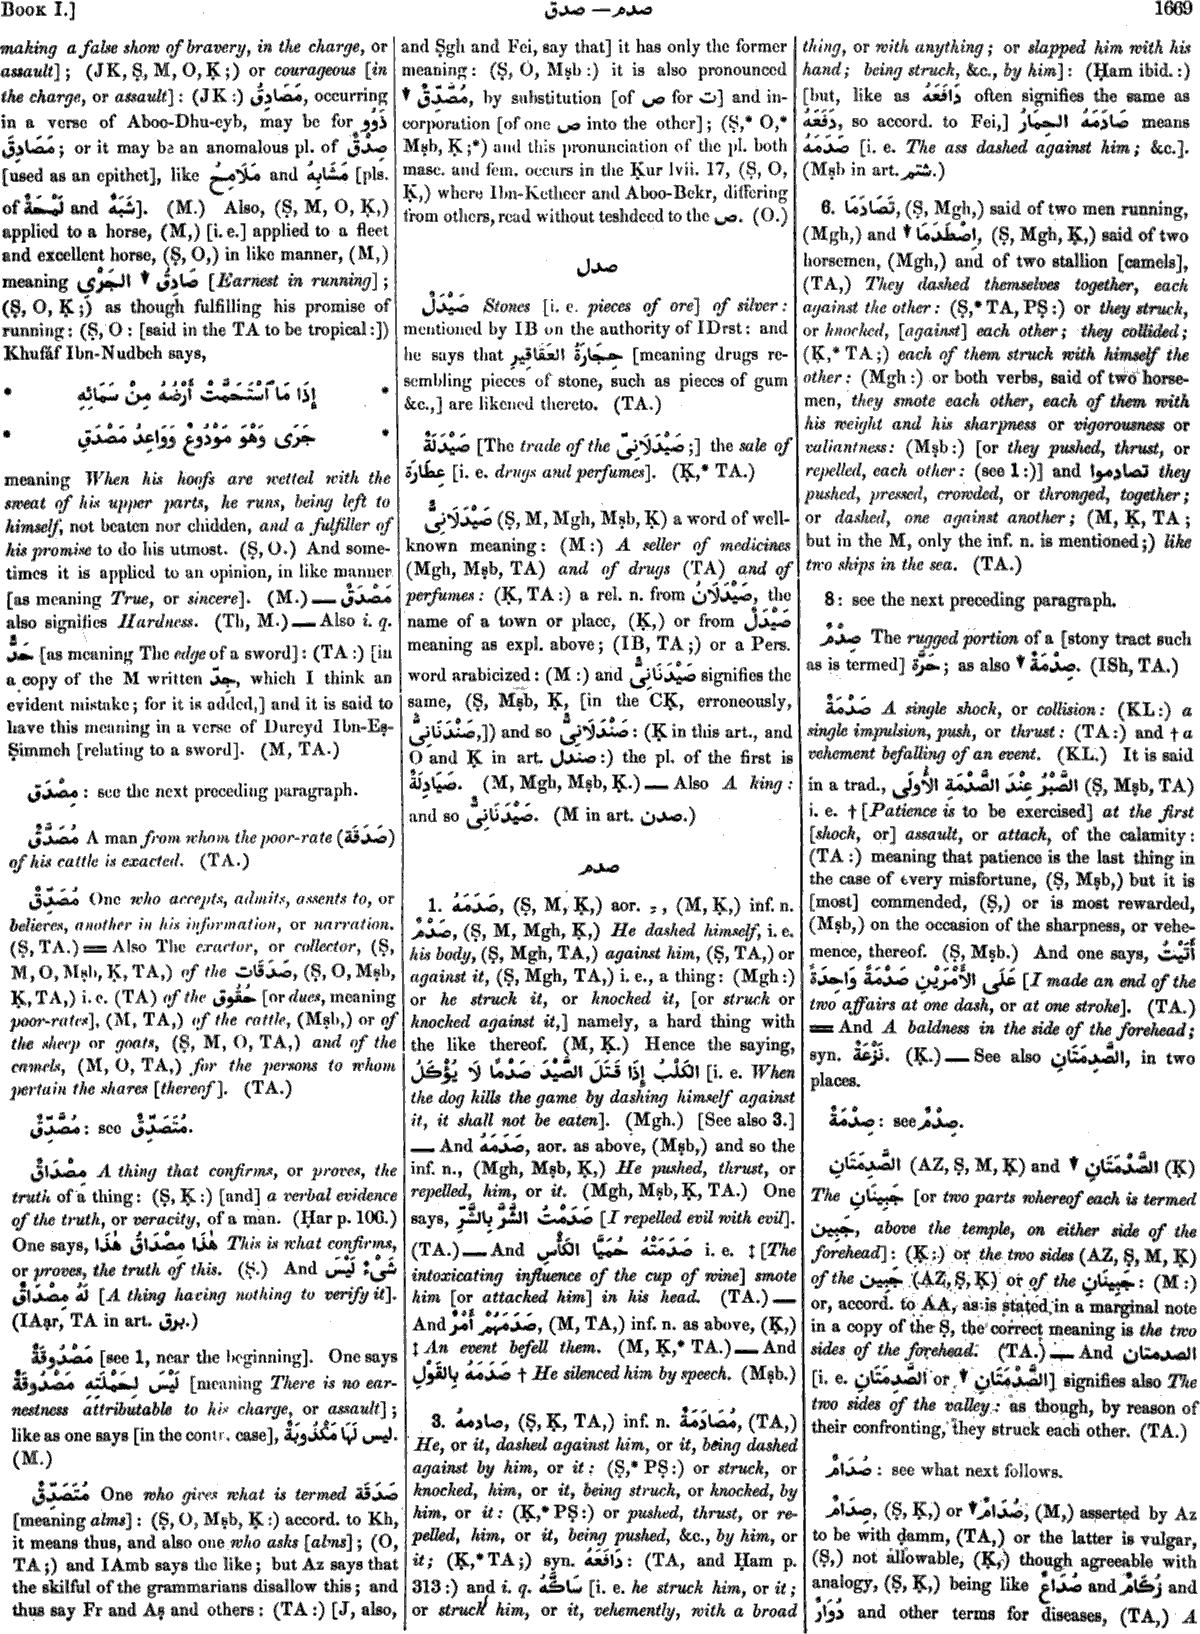 BOOK I.]
صدم — صدق
1669
making a false show of bravery, in the charge, or
assault]; (JK, Ṣ, M, O, Ḳ;) or courageous [in
the charge, or assault]: (JK:) مَصَادِقُ, occurring
in a verse of Aboo-Dhu-eyb, may be for ذَوُو
مَصَادِقَ; or it may be an anomalous pl. of صِدْقٌ
[used as an epithet], like مَلَامِحُ and مَشَابِهُ [pls.
of لَمْحَةٌ and شَبَهٌ]. (M.) Also, (Ṣ, M, O, Ḳ,)
applied to a horse, (M,) [i. e.] applied to a fleet
and excellent horse, (Ṣ, O,) in like manner, (M,)
meaning صَادِقُ ↓ الجَرْىِ [Earnest in running];
(Ṣ, O, Ḳ;) as though fulfilling his promise of
running: (Ṣ, O: [said in the TA to be tropical:])
Khufáf Ibn-Nudbeh says,
* إِذَا مَا ٱسْتَحَمَّتْ أَرْضُهُ مِنْ سَمَائِهِ *
* جَرَى وَهْوَ مَوْدُوعٌ وَوَاعِدُ مَصْدَقِ *
meaning When his hoofs are wetted with the
sweat of his upper parts, he runs, being left to
himself, not beaten nor chidden, and a fulfiller of
his promise to do his utmost. (Ṣ, O.) And some-
times it is applied to an opinion, in like manner
[as meaning True, or sincere]. (M.) — مَصْدَقٌ
also signifies Hardness. (Th, M.) — Also i. q.
حَدٌّ [as meaning The edge of a sword]: (TA:) [in
a copy of the M written جِدّ, which I think an
evident mistake; for it is added,] and it is said to
have this meaning in a verse of Dureyd Ibn-Eṣ-
Ṣimmeh [relating to a sword]. (M, TA.)
مِصْدَق: see the next preceding paragraph.
مُصَدَّقٌ A man from whom the poor-rate (صَدَقَة)
of his cattle is exacted. (TA.)
مُصَدِّقٌ One who accepts, admits, assents to, or
believes, another in his information, or narration.
(Ṣ, TA.) = Also The exactor, or collector, (Ṣ,
M, O, Mṣb, Ḳ, TA,) of the صَدَقَات, (Ṣ, O, Mṣb,
Ḳ, TA,) i. e. (TA) of the حُقُوق [or dues, meaning
poor-rates], (M, TA,) of the cattle, (Mṣb,) or of
the sheep or goats, (Ṣ, M, O, TA,) and of the
camels, (M, O, TA,) for the persons to whom
pertain the shares [thereof]. (TA.)
مُصَّدِّقٌ: see مُتَصَدِّقٌ.
مِصْدَاقٌ A thing that confirms, or proves, the
truth of a thing: (Ṣ, Ḳ:) [and] a verbal evidence
of the truth, or veracity, of a man. (Ḥar p. 106.)
One says, هٰذَا مِصْدَاقُ هٰذَا This is what confirms,
or proves, the truth of this. (Ṣ.) And شَىْءٌ لَيْسَ
لَهُ مِصْدَاقٌ [A thing having nothing to verify it].
(IAạr, TA in art. برق.)
مَصْدُوقَةٌ [see 1, near the beginning]. One says
لَيْسَ لِحَمْلَتِهِ مَصْدُوقَةٌ [meaning There is no ear-
nestness attributable to his charge, or assault];
like as one says [in the contr. case], لَيس لَهَا مَكْذُوبَةٌ.
(M.)
مُتَصَدِّقٌ One who gives what is termed صَدَقَة
[meaning alms]: (Ṣ, O, Mṣb, Ḳ:) accord. to Kh,
it means thus, and also one who asks [alms]; (O,
TA;) and IAmb says the like; but Az says that
the skilful of the grammarians disallow this; and
thus say Fr and Aṣ and others: (TA:) [J, also,
and Ṣgh and Fei, say that] it has only the former
meaning: (Ṣ, O, Mṣb:) it is also pronounced
↓ مُصَّدِّقٌ, by substitution [of ص for ت] and in-
corporation [of one ص into the other]; (Ṣ,* O,*
Mṣb, Ḳ;*) and this pronunciation of the pl. both
masc. and fem. occurs in the Ḳur lvii. 17, (Ṣ, O,
Ḳ,) where Ibn-Ketheer and Aboo-Bekr, differing
from others, read without teshdeed to the ص. (O.)
صدل
صَيْدَلٌ Stones [i. e. pieces of ore] of silver:
mentioned by IB on the authority of IDrst: and
he says that حِجَارَةُ العَقَاقِيرِ [meaning drugs re-
sembling pieces of stone, such as pieces of gum
&c.,] are likened thereto. (TA.)
صَيْدَلَةٌ [The trade of the صَيْدَلَانِىّ;] the sale of
عِطَارَة [i. e. drugs and perfumes]. (Ḳ,* TA.)
صَيْدَلَانِىٌّ (Ṣ, M, Mgh, Mṣb, Ḳ) a word of well-
known meaning: (M:) A seller of medicines
(Mgh, Mṣb, TA) and of drugs (TA) and of
perfumes: (Ḳ, TA:) a rel. n. from صَيْدَلَانُ, the
name of a town or place, (Ḳ,) or from صَيْدَلٌ
meaning as expl. above; (IB, TA;) or a Pers.
word arabicized: (M:) and صَيْدَنَانِىٌّ signifies the
same, (Ṣ, Mṣb, Ḳ, [in the CḲ, erroneously,
صَنْدَنَانِىٌّ,]) and so صَنْدَلَانِىٌّ: (Ḳ in this art., and
O and Ḳ in art. صندل:) the pl. of the first is
صَيَادِلَةٌ. (M, Mgh, Mṣb, Ḳ.) — Also A king:
and so صَيْدَنَانِىٌّ. (M in art. صدن.)
صدم
1. صَدَمَهُ, (Ṣ, M, Ḳ,) aor. ـِ, (M, Ḳ,) inf. n.
صَدْمٌ, (Ṣ, M, Mgh, Ḳ,) He dashed himself, i. e.
his body, (Ṣ, Mgh, TA,) against him, (Ṣ, TA,) or
against it, (Ṣ, Mgh, TA,) i. e., a thing: (Mgh:)
or he struck it, or knocked it, [or struck or
knocked against it,] namely, a hard thing with
the like thereof. (M, Ḳ.) Hence the saying,
الكَلْبُ إِذَا قَتَلَ الصَّيْدَ صَدْمًا لَا يُؤْكَلُ [i. e. When
the dog kills the game by dashing himself against
it, it shall not be eaten]. (Mgh.) [See also 3.]
— And صَدَمَهُ, aor. as above, (Mṣb,) and so the
inf. n., (Mgh, Mṣb, Ḳ,) He pushed, thrust, or
repelled, him, or it. (Mgh, Mṣb, Ḳ, TA.) One
says, صَدَمْتُ الشَّرَّ بِالشَّرِّ [I repelled evil with evil].
(TA.) — And صَدَمَتْهُ حُمَيَّا الكَأْسِ i. e. ‡ [The
intoxicating influence of the cup of wine] smote
him [or attacked him] in his head. (TA.) —
And صَدَمَهُمْ أَمْرٌ, (M, TA,) inf. n. as above, (Ḳ,)
‡ An event befell them. (M, Ḳ,* TA.) — And
صَدَمَهُ بِالقَوْلِ † He silenced him by speech. (Mṣb.)
3. صادمهُ, (Ṣ, Ḳ, TA,) inf. n. مُصَادَمَةٌ, (TA,)
He, or it, dashed against him, or it, being dashed
against by him, or it: (Ṣ,* PṢ:) or struck, or
knocked, him, or it, being struck, or knocked, by
him, or it: (Ḳ,* PṢ:) or pushed, thrust, or re-
pelled, him, or it, being pushed, &c., by him, or
it; (Ḳ,* TA;) syn. دَافَعَهُ: (TA, and Ḥam p.
313:) and i. q. سَاكَّهُ [i. e. he struck him, or it;
or struck him, or it, vehemently, with a broad
thing, or with anything; or slapped him with his
hand; being struck, &c., by him]: (Ḥam ibid.:)
[but, like as دَافَعَهُ often signifies the same as
دَفَعَهُ, so accord. to Fei,] صَادَمَهُ الحِمَارُ means
صَدَمَهُ [i. e. The ass dashed against him; &c.].
(Mṣb in art. شتم.)
6. تَصَادَمَا, (Ṣ, Mgh,) said of two men running,
(Mgh,) and ↓ اِصْطَدَمَا, (Ṣ, Mgh, Ḳ,) said of two
horsemen, (Mgh,) and of two stallion [camels],
(TA,) They dashed themselves together, each
against the other: (Ṣ,* TA, PṢ:) or they struck,
or knocked, [against] each other; they collided;
(Ḳ,* TA;) each of them struck with himself the
other: (Mgh:) or both verbs, said of two horse-
men, they smote each other, each of them with
his weight and his sharpness or vigorousness or
valiantness: (Mṣb:) [or they pushed, thrust, or
repelled, each other: (see 1:)] and تصادموا they
pushed, pressed, crowded, or thronged, together;
or dashed, one against another; (M, Ḳ, TA;
but in the M, only the inf. n. is mentioned;) like
two ships in the sea. (TA.)
8: see the next preceding paragraph.
صِدْمٌ The rugged portion of a [stony tract such
as is termed] حَرَّة; as also ↓ صِدْمَةٌ. (ISh, TA.)
صَدْمَةٌ A single shock, or collision: (KL:) a
single impulsion, push, or thrust: (TA:) and † a
vehement befalling of an event. (KL.) It is said
in a trad., الصَّبْرُ عِنْدَ الصَّدْمَةِ الأُولَى (Ṣ, Mṣb, TA)
i. e. † [Patience is to be exercised] at the first
[shock, or] assault, or attack, of the calamity:
(TA:) meaning that patience is the last thing in
the case of every misfortune, (Ṣ, Mṣb,) but it is
[most] commended, (Ṣ,) or is most rewarded,
(Mṣb,) on the occasion of the sharpness, or vehe-
mence, thereof. (Ṣ, Mṣb.) And one says, أَتَيْتُ
عَلَى الأَمْرَيْنِ صَدْمَةً وَاحِدَةً [I made an end of the
two affairs at one dash, or at one stroke]. (TA.)
= And A baldness in the side of the forehead;
syn. نَزَعَةٌ. (Ḳ.) — See also الصَّدِمَتَانِ, in two
places.
صِدْمَةٌ: see صِدْمٌ.
الصَّدِمَتَانِ (AZ, Ṣ, M, Ḳ) and ↓ الصَّدْمَتَانِ (Ḳ)
The جَبِينَانِ [or two parts whereof each is termed
جَبِين, above the temple, on either side of the
forehead]: (Ḳ:) or the two sides (AZ, Ṣ, M, Ḳ)
of the جَبِين (AZ, Ṣ, Ḳ) or of the جَبِينَانِ: (M:)
or, accord. to AA, as is stated in a marginal note
in a copy of the Ṣ, the correct meaning is the two
sides of the forehead. (TA.) — And الصدمتان
[i. e. الصَّدِمَتَانِ or ↓ الصَّدْمَتَانِ] signifies also The
two sides of the valley: as though, by reason of
their confronting, they struck each other. (TA.)
صُدَامٌ: see what next follows.
صِدَامٌ, (Ṣ, Ḳ,) or ↓ صُدَامٌ, (M,) asserted by Az
to be with damm, (TA,) or the latter is vulgar,
(Ṣ,) not allowable, (Ḳ,) though agreeable with
analogy, (Ṣ, Ḳ,) being like صُدَاعٌ and زُكَامٌ and
دُوَارٌ and other terms for diseases, (TA,) A